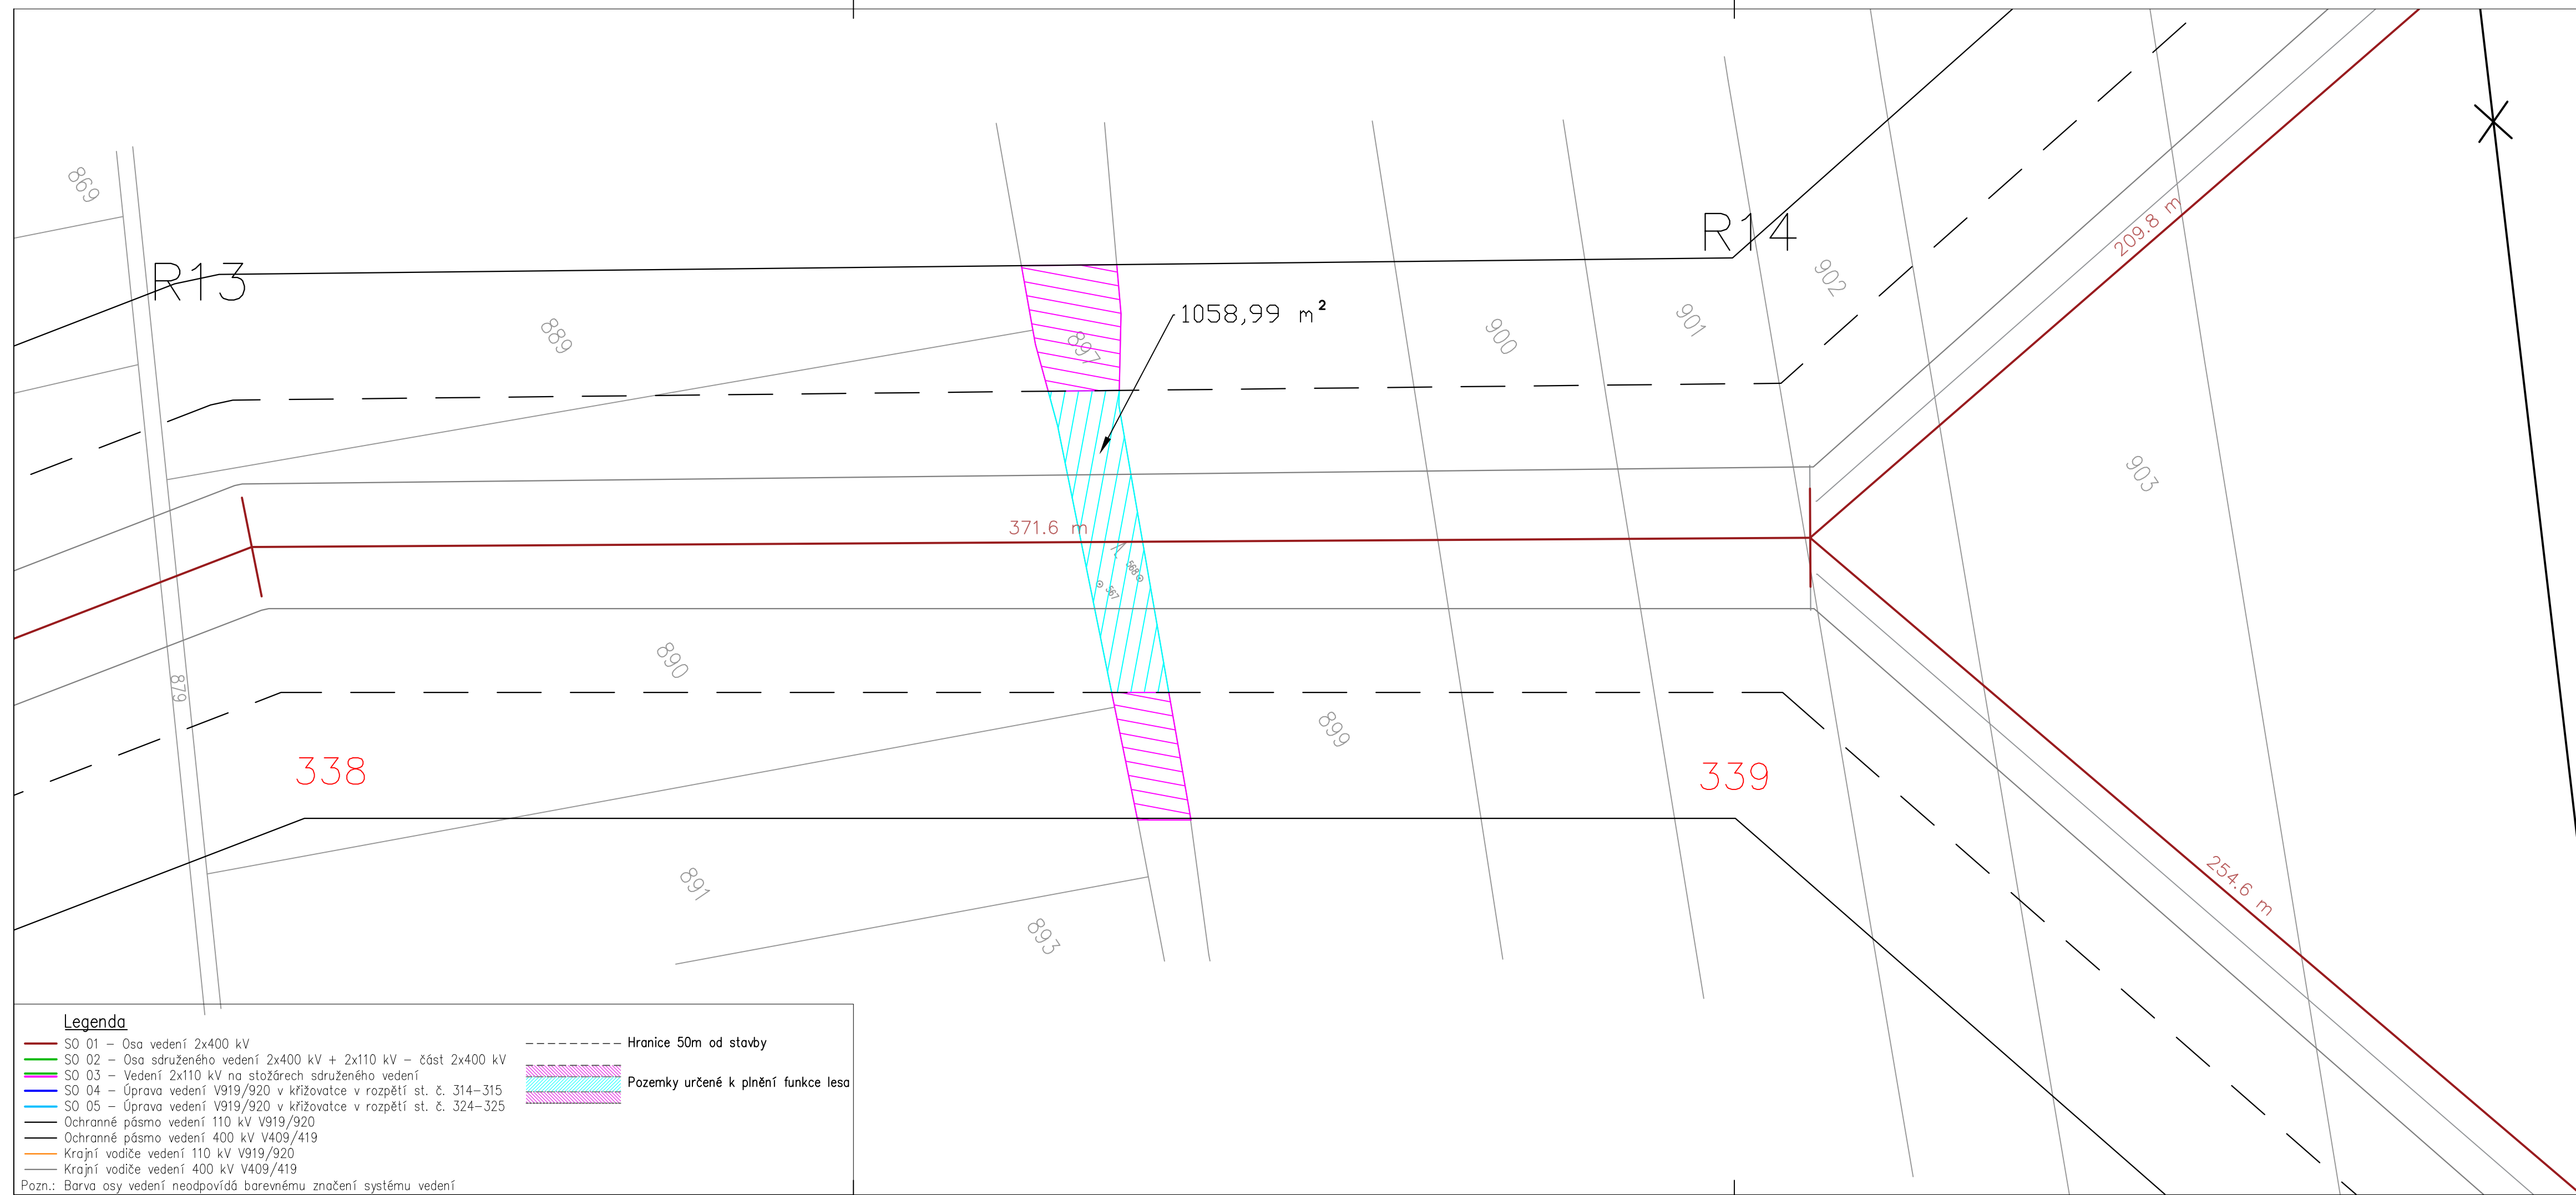 869
R13
889
897
1058,99 m²
900
R14
901
902
209.8 m
903
371.6 m
568
567
890
879
899
338
339
891
893
254.6 m
Legenda
SO 01 – Osa vedení 2x400 kV
SO 02 – Osa sdruženého vedení 2x400 kV + 2x110 kV – část 2x400 kV
SO 03 – Vedení 2x110 kV na stožárech sdruženého vedení
SO 04 – Úprava vedení V919/920 v křižovatce v rozpětí st. č. 314–315
SO 05 – Úprava vedení V919/920 v křižovatce v rozpětí st. č. 324–325
Ochranné pásmo vedení 110 kV V919/920
Ochranné pásmo vedení 400 kV V409/419
Krajní vodiče vedení 110 kV V919/920
Krajní vodiče vedení 400 kV V409/419
Pozn.: Barva osy vedení neodpovídá barevnému značení systému vedení
Hranice 50m od stavby
Pozemky určené k plnění funkce lesa